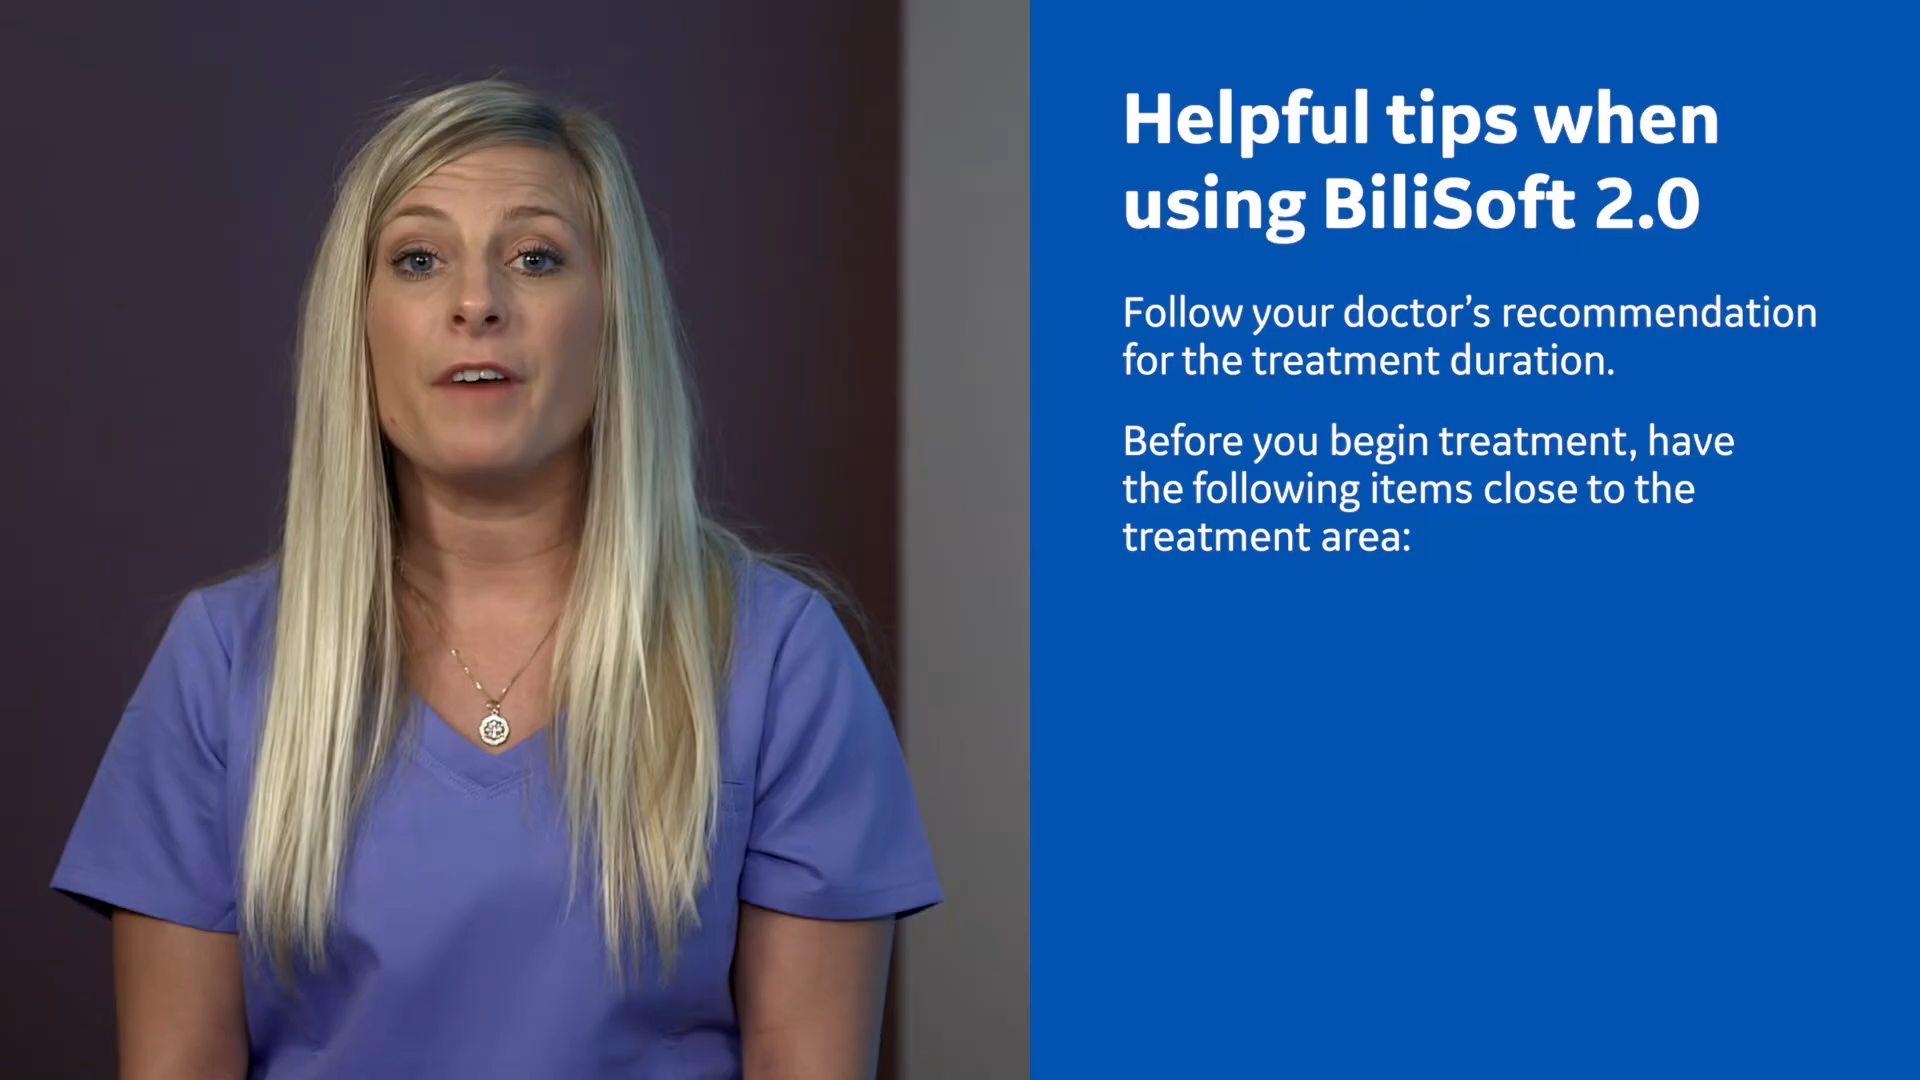 Helpful tips when
using BiliSoft 2.0
Follow your doctor’s recommendation
for the treatment duration.
Before you begin treatment, have
the following items close to the
treatment area: